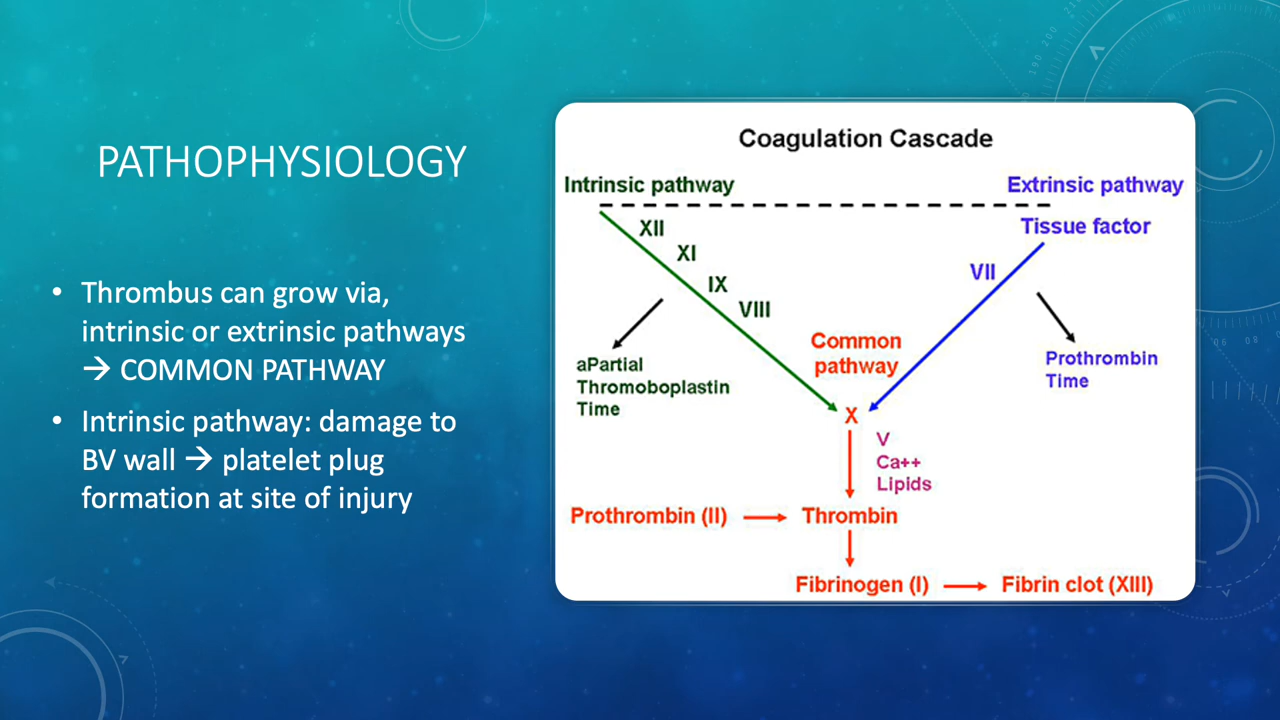 PATHOPHYSIOLOGY
• Thrombus can grow via,
intrinsic or extrinsic pathways
→ COMMON PATHWAY
• Intrinsic pathway: damage to
BV wall → platelet plug
formation at site of injury
Coagulation Cascade
Intrinsic pathway
Extrinsic pathway
Tissue factor
XII
XI
IX
VIII
VII
aPartial
Thromoboplastin
Time
Common
pathway
Prothrombin
Time
X
V
Ca++
Lipids
Prothrombin (II)
Thrombin
Fibrinogen (I)
Fibrin clot (XIII)